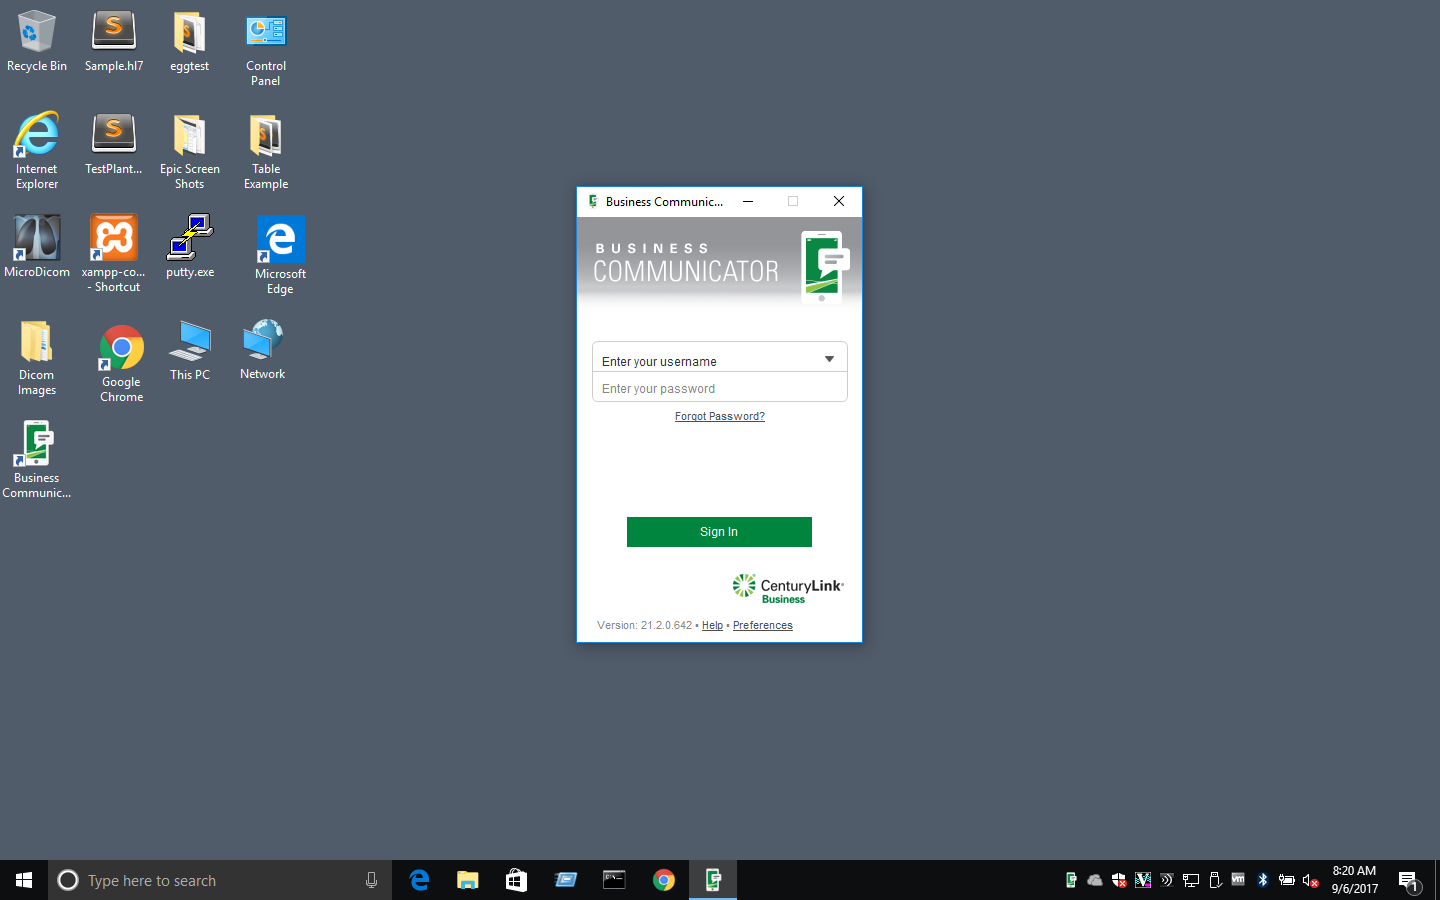 Recycle Bin
Sample.hl7
eggtest
Control
Panel
Internet
Explorer
TestPlant...
Epic Screen
Shots
Table
Example
MicroDicom
xampp-co...
- Shortcut
putty.exe
Microsoft
Edge
Dicom
Images
Google
Chrome
This PC
Network
Business
Communic...
Business Communic...
BUSINESS
COMMUNICATOR
Enter your username
Enter your password
Forgot Password?
Sign In
CenturyLink®
Business
Version: 21.2.0.642 • Help • Preferences
Type here to search
8:20 AM
9/6/2017
1